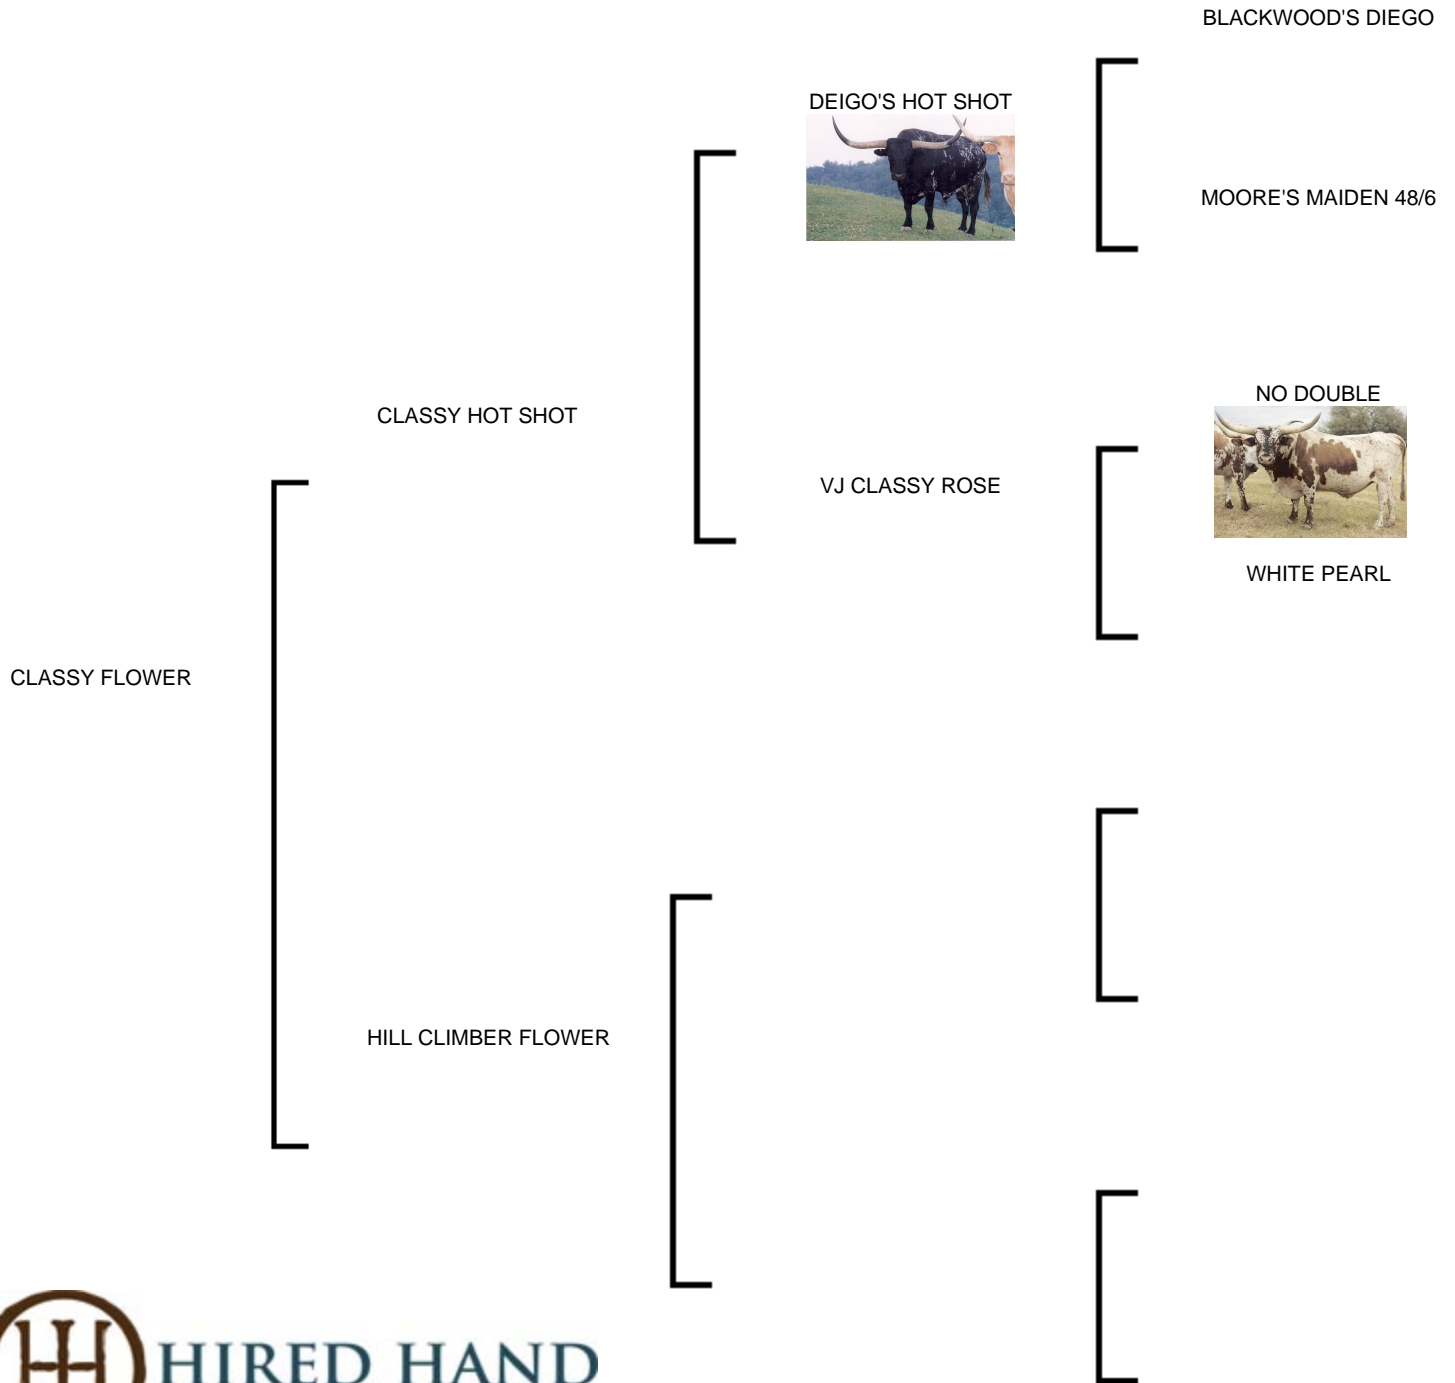 BLACKWOOD'S DIEGO
DEIGO'S HOT SHOT
MOORE'S MAIDEN 48/6
NO DOUBLE
CLASSY HOT SHOT
VJ CLASSY ROSE
WHITE PEARL
CLASSY FLOWER
HILL CLIMBER FLOWER
HIRED HAND